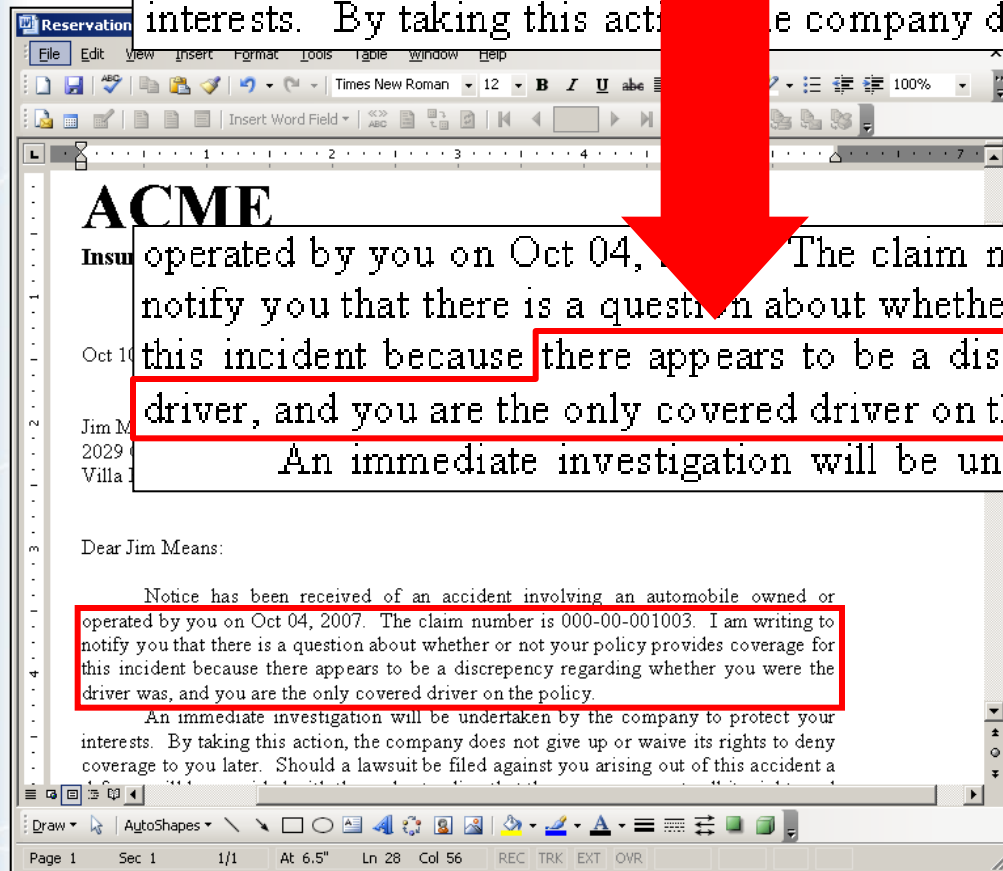 interests. By taking this act e company d
Reservation
File Edit View Insert Format Tools Table Window Help
Times New Roman 12 B I U abc 100%
Insert Word Field
L 1 2 3 4 7
ACME
Insu
operated by you on Oct 04, The claim n
notify you that there is a question about whethe
this incident because there appears to be a dis
driver, and you are the only covered driver on t
An immediate investigation will be un
Oct 10
Jim M
2029
Villa
Dear Jim Means:
Notice has been received of an accident involving an automobile owned or
operated by you on Oct 04, 2007. The claim number is 000-00-001003. I am writing to
notify you that there is a question about whether or not your policy provides coverage for
this incident because there appears to be a discrepency regarding whether you were the
driver was, and you are the only covered driver on the policy.
An immediate investigation will be undertaken by the company to protect your
interests. By taking this action, the company does not give up or waive its rights to deny
coverage to you later. Should a lawsuit be filed against you arising out of this accident a
Draw AutoShapes A
Page 1 Sec 1 1/1 At 6.5" Ln 28 Col 56 REC TRK EXT OVR